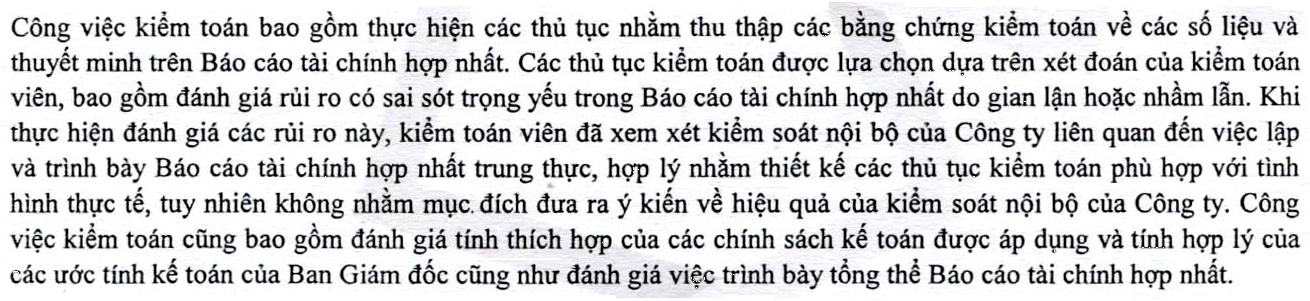 Công việc kiểm toán bao gồm thực hiện các thủ tục nhằm thu thập các bằng chứng kiểm toán về các số liệu và
thuyết minh trên Báo cáo tài chính hợp nhất. Các thủ tục kiểm toán được lựa chọn dựa trên xét đoán của kiểm toán
viên, bao gồm đánh giá rủi ro có sai sót trọng yếu trong Báo cáo tài chính hợp nhất do gian lận hoặc nhầm lẫn. Khi
thực hiện đánh giá các rủi ro này, kiểm toán viên đã xem xét kiểm soát nội bộ của Công ty liên quan đến việc lập
và trình bày Báo cáo tài chính hợp nhất trung thực, hợp lý nhằm thiết kế các thủ tục kiểm toán phù hợp với tình
hình thực tế, tuy nhiên không nhằm mục đích đưa ra ý kiến về hiệu quả của kiểm soát nội bộ của Công ty. Công
việc kiểm toán cũng bao gồm đánh giá tính thích hợp của các chính sách kế toán được áp dụng và tính hợp lý của
các ước tính kế toán của Ban Giám đốc cũng như đánh giá việc trình bày tổng thể Báo cáo tài chính hợp nhất.